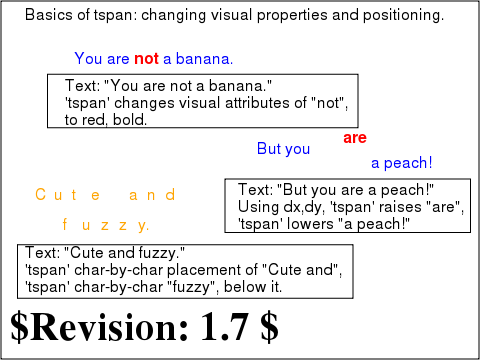 Basics of tspan: changing visual properties and positioning.
You are not a banana.
Text: "You are not a banana."
'tspan' changes visual attributes of "not",
to red, bold.
But you are a peach!
Text: "But you are a peach!"
Using dx,dy, 'tspan' raises "are",
'tspan' lowers "a peach!"
Cute and
fuzzy.
Text: "Cute and fuzzy."
'tspan' char-by-char placement of "Cute and",
'tspan' char-by-char "fuzzy", below it.
$Revision: 1.7 $